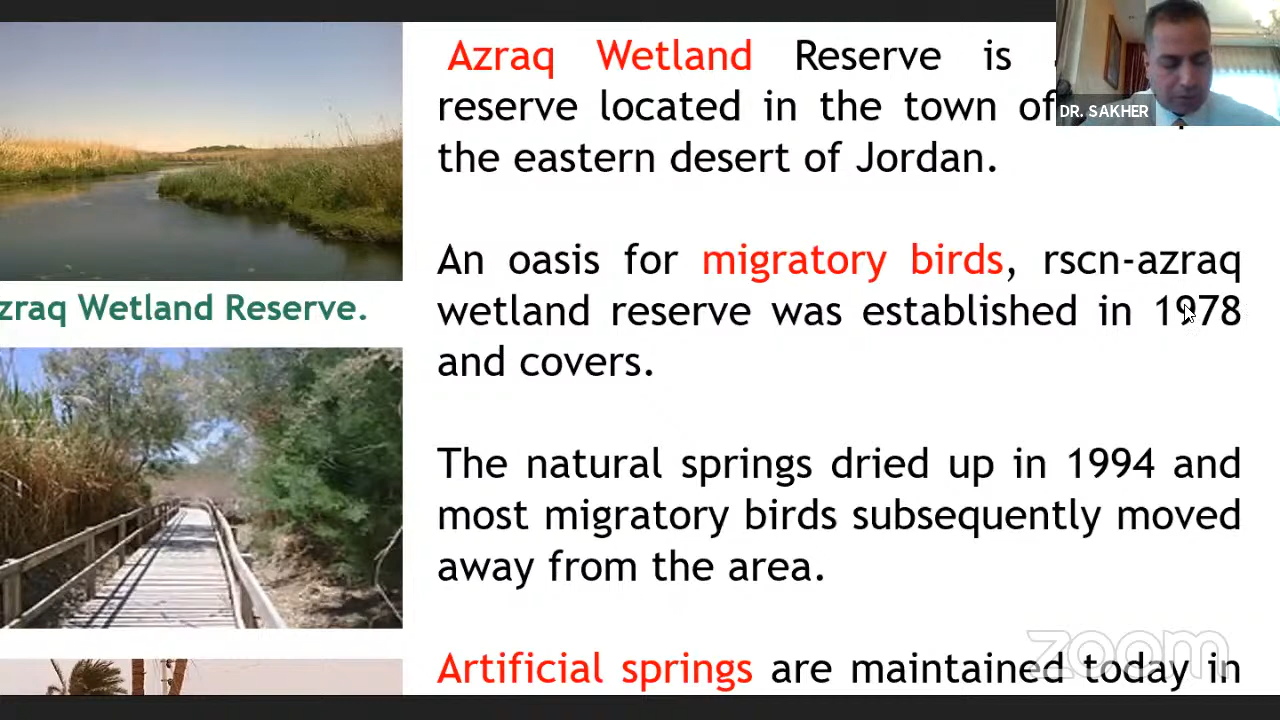 Azraq Wetland Reserve is
reserve located in the town of
the eastern desert of Jordan.
An oasis for migratory birds, rscn-azraq
wetland reserve was established in 1978
and covers.
The natural springs dried up in 1994 and
most migratory birds subsequently moved
away from the area.
Artificial springs are maintained today in
zraq Wetland Reserve.
DR. SAKHER
zoom